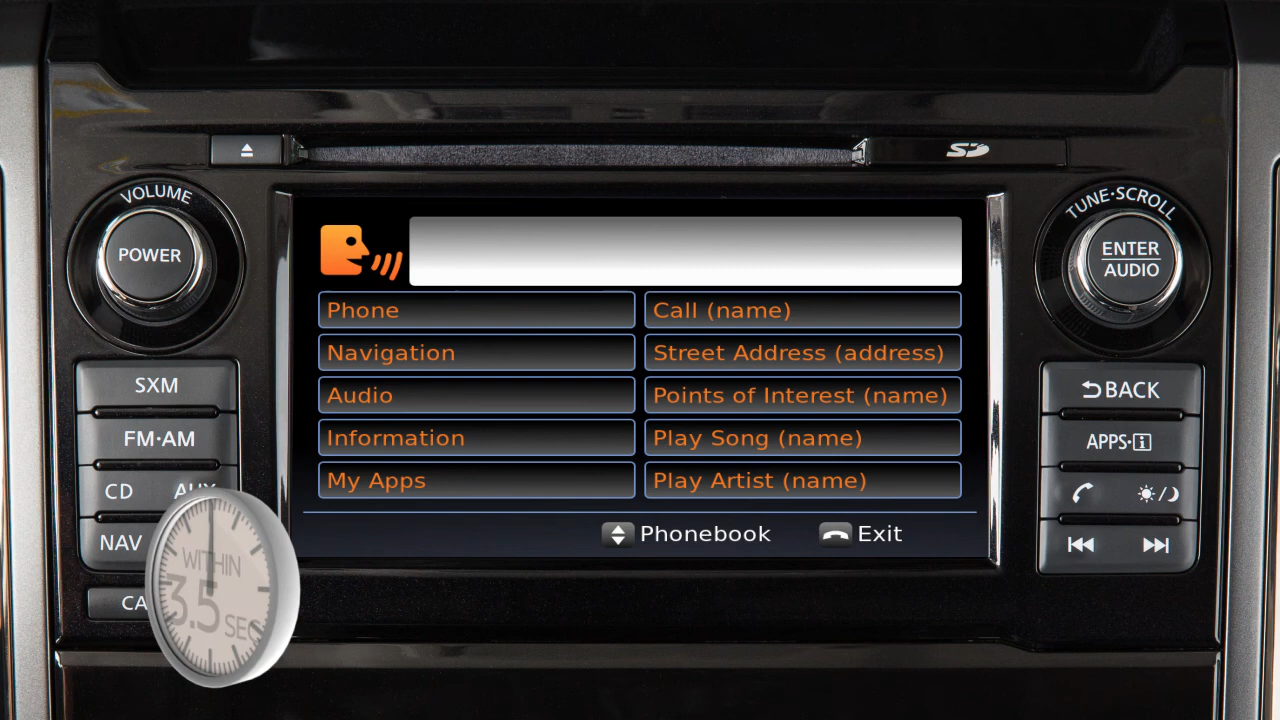 SD
VOLUME
POWER
TUNE·SCROLL
ENTER
AUDIO
Phone
Call (name)
Navigation
Street Address (address)
Audio
Points of Interest (name)
Information
Play Song (name)
My Apps
Play Artist (name)
Phonebook
Exit
SXM
FM·AM
CD AUX
NAV
CA
BACK
APPS·i
WITHIN
3.5 SEC